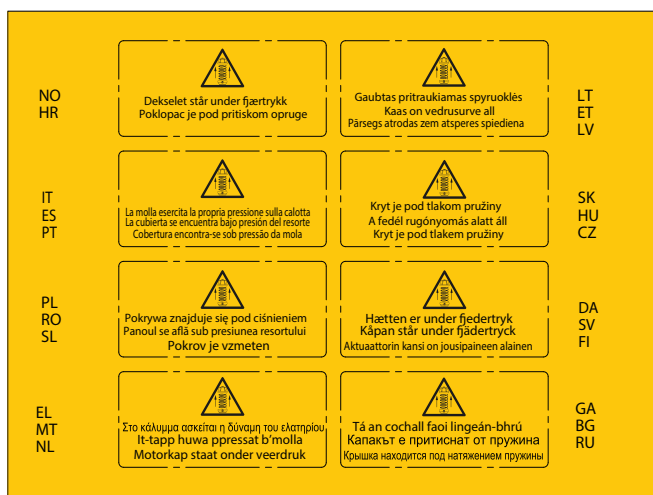 NO
HR
Dekselet står under fjærtrykk
Poklopac je pod pritiskom opruge
Gaubtas pritraukiamas spyruoklės
Kaas on vedrusurve all
Pārsegs atrodas zem atsperes spiediena
LT
ET
LV
IT
ES
PT
La molla esercita la propria pressione sulla calotta
La cubierta se encuentra bajo presión del resorte
Cobertura encontra-se sob pressão da mola
Kryt je pod tlakom pružiny
A fedél rugónyomás alatt áll
Kryt je pod tlakem pružiny
SK
HU
CZ
PL
RO
SL
Pokrywa znajduje się pod ciśnieniem
Panoul se află sub presiunea resortului
Pokrov je vzmeten
Hætten er under fjedertryk
Kåpan står under fjädertryck
Aktuaattorin kansi on jousipaineen alainen
DA
SV
FI
EL
MT
NL
Στο κάλυμμα ασκείται η δύναμη του ελατηρίου
It-tapp huwa ppressat b'molla
Motorkap staat onder veerdruk
Tá an cochall faoi lingeán-bhrú
Капакът е притиснат от пружина
Крышка находится под натяжением пружины
GA
BG
RU